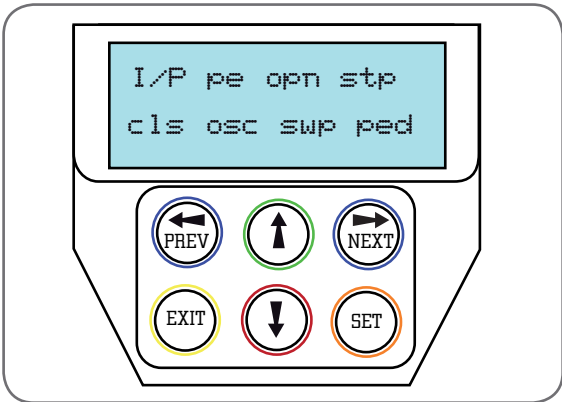 I/P pe opn stp
cls osc swp ped
PREV NEXT
EXIT SET